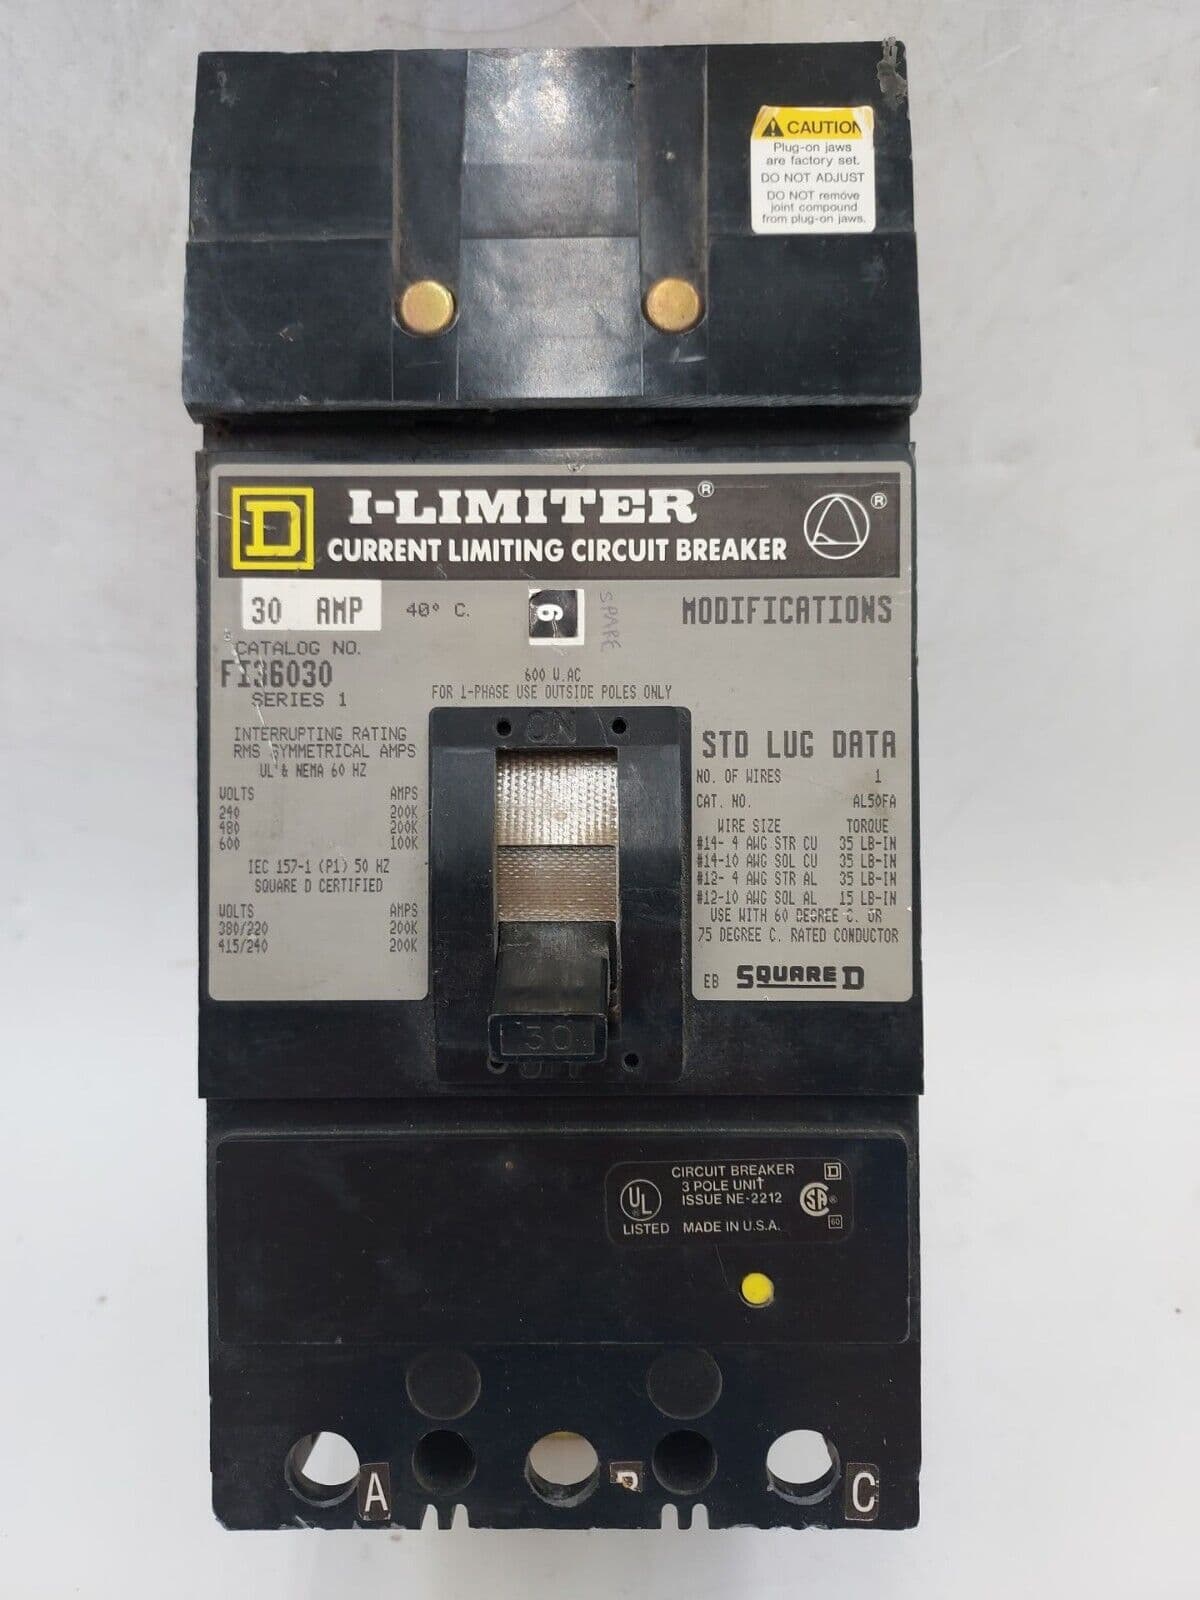 CAUTION
Plug-on jaws
are factory set.
DO NOT ADJUST
DO NOT remove
joint compound
from plug-on jaws.
D I-LIMITER® ®
CURRENT LIMITING CIRCUIT BREAKER
30 AMP 40° C.
9
SPARE
MODIFICATIONS
CATALOG NO.
FI36030
SERIES 1
600 V.AC
FOR 1-PHASE USE OUTSIDE POLES ONLY
INTERRUPTING RATING
RMS SYMMETRICAL AMPS
UL & NEMA 60 HZ
VOLTS AMPS
240 200K
480 200K
600 100K
IEC 157-1 (P1) 50 HZ
SQUARE D CERTIFIED
VOLTS AMPS
380/220 200K
415/240 200K
ON
30
OFF
STD LUG DATA
NO. OF WIRES 1
CAT. NO. AL50FA
WIRE SIZE TORQUE
#14- 4 AWG STR CU 35 LB-IN
#14-10 AWG SOL CU 35 LB-IN
#12- 4 AWG STR AL 35 LB-IN
#12-10 AWG SOL AL 15 LB-IN
USE WITH 60 DEGREE C. OR
75 DEGREE C. RATED CONDUCTOR
EB SQUARE D
CIRCUIT BREAKER D
3 POLE UNIT
ISSUE NE-2212
UL ® SA ®
LISTED MADE IN U.S.A. 60
A B C